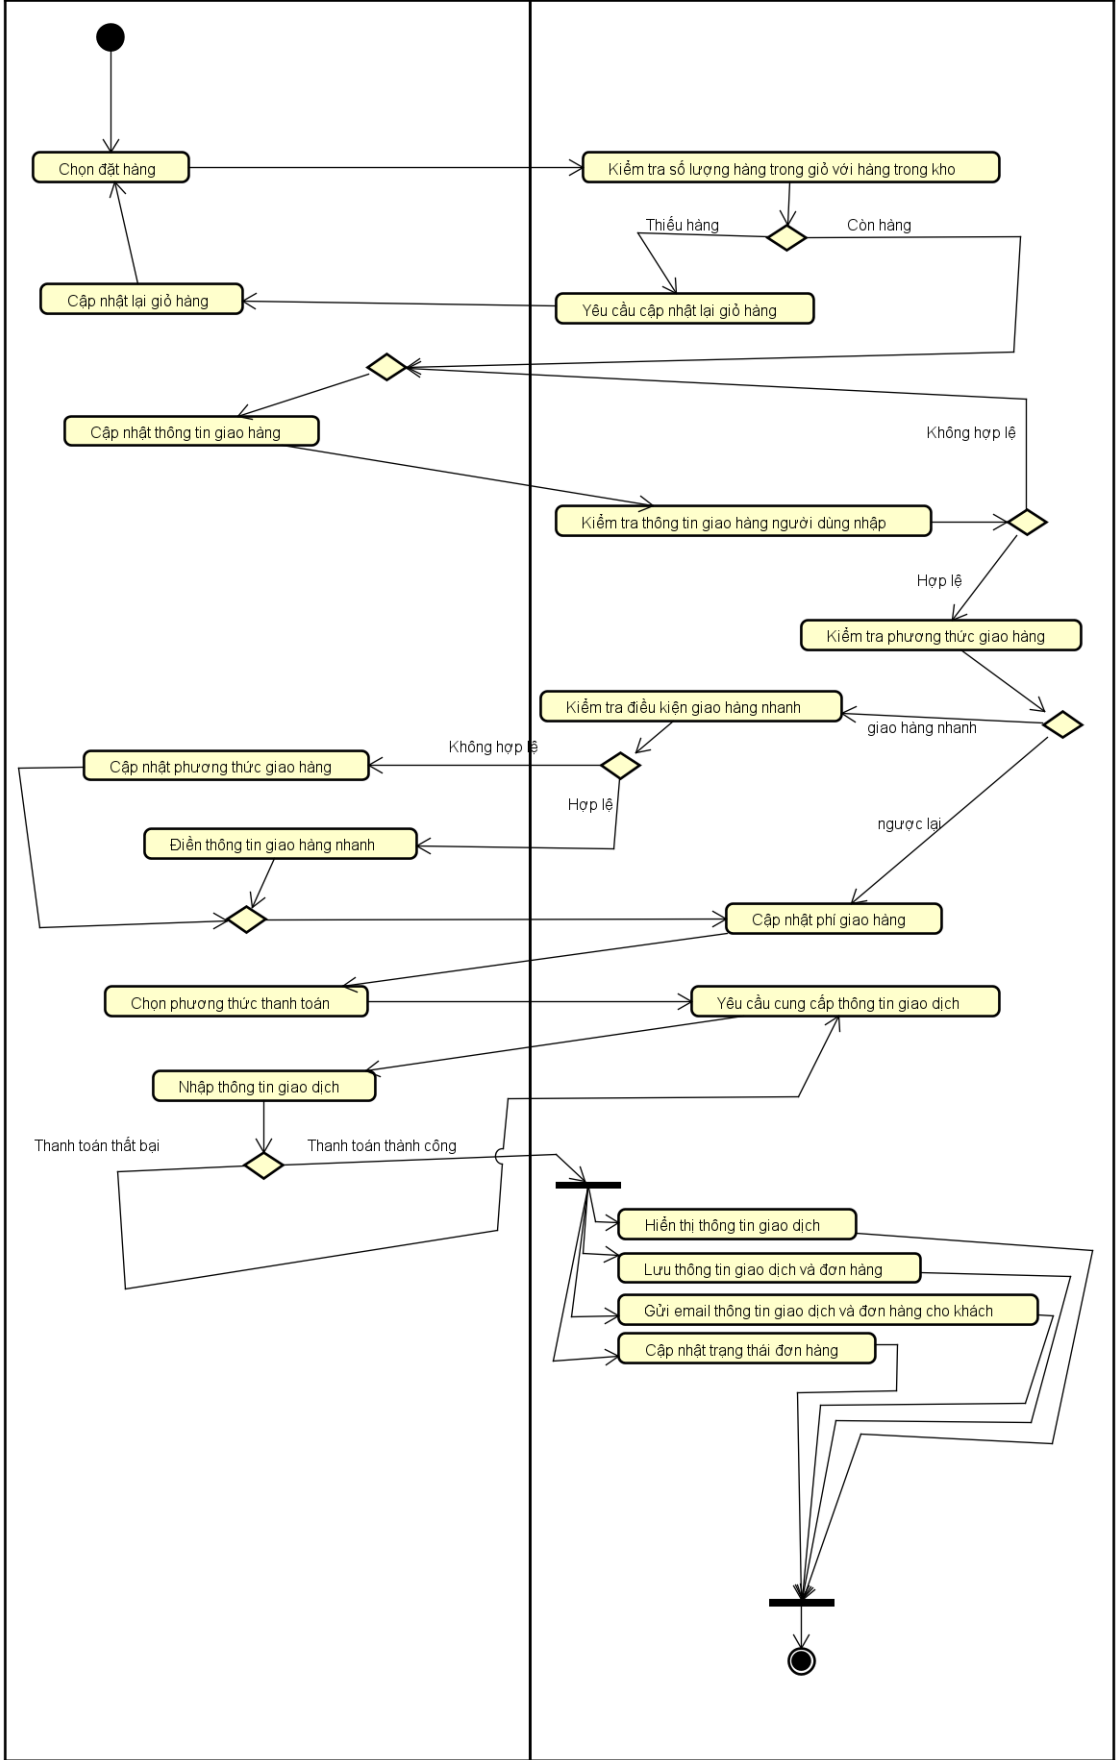 Chọn đặt hàng
Kiểm tra số lượng hàng trong giỏ với hàng trong kho
Thiếu hàng
Còn hàng
Cập nhật lại giỏ hàng
Yêu cầu cập nhật lại giỏ hàng
Cập nhật thông tin giao hàng
Không hợp lệ
Kiểm tra thông tin giao hàng người dùng nhập
Hợp lệ
Kiểm tra phương thức giao hàng
Kiểm tra điều kiện giao hàng nhanh
giao hàng nhanh
Không hợp lệ
Cập nhật phương thức giao hàng
Hợp lệ
ngược lại
Điền thông tin giao hàng nhanh
Cập nhật phí giao hàng
Chọn phương thức thanh toán
Yêu cầu cung cấp thông tin giao dịch
Nhập thông tin giao dịch
Thanh toán thất bại
Thanh toán thành công
Hiển thị thông tin giao dịch
Lưu thông tin giao dịch và đơn hàng
Gửi email thông tin giao dịch và đơn hàng cho khách
Cập nhật trạng thái đơn hàng